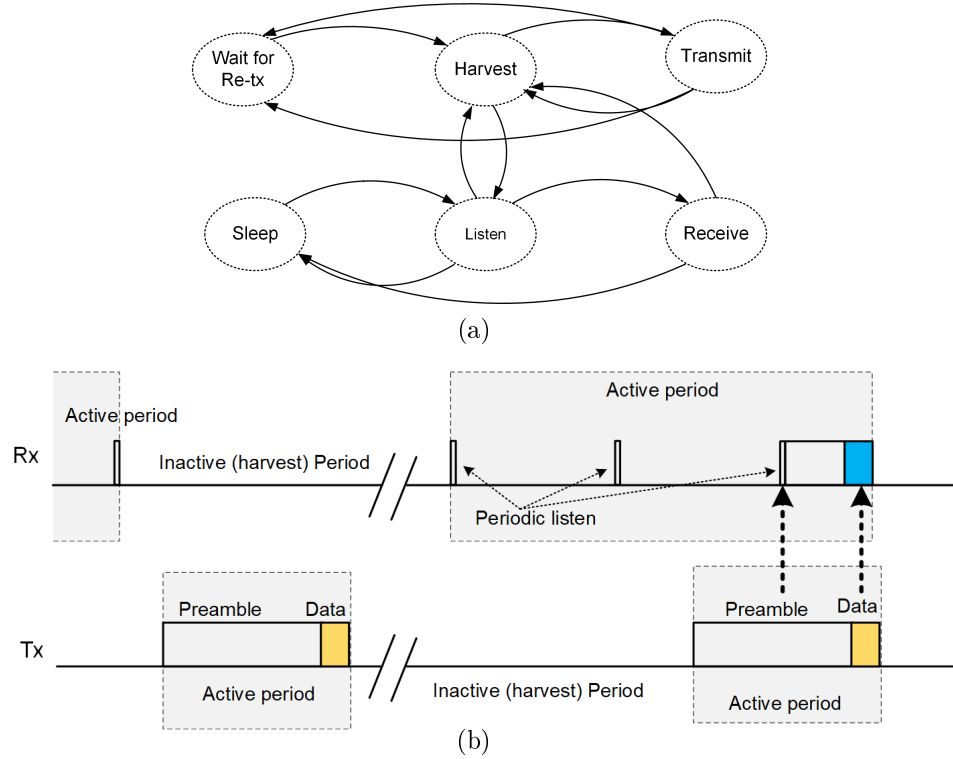 Wait for
Re-tx
Harvest
Transmit
Sleep
Listen
Receive
(a)
Active period
Active period
Rx
Inactive (harvest) Period
Periodic listen
Preamble
Data
Preamble
Data
Tx
Active period
Inactive (harvest) Period
Active period
(b)